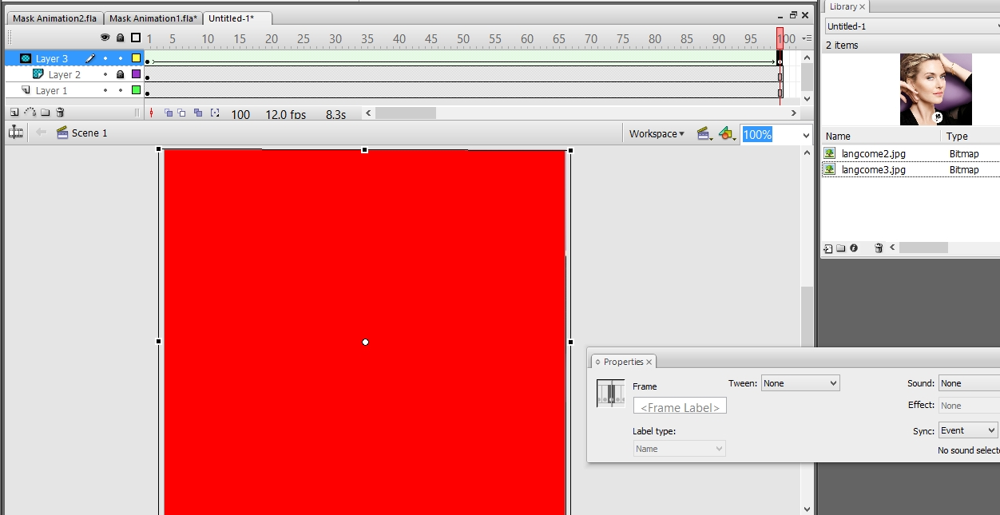 Mask Animation2.fla Mask Animation1.fla* Untitled-1*
1 5 10 15 20 25 30 35 40 45 50 55 60 65 70 75 80 85 90 95 100
Layer 3
Layer 2
Layer 1
100 12.0 fps 8.3s
Scene 1 Workspace 100%
Library
Untitled-1
2 items
Name Type
langcome2.jpg Bitmap
langcome3.jpg Bitmap
Properties
Frame Tween: None Sound: None
<Frame Label> Effect: None
Label type: Sync: Event
Name No sound selecte